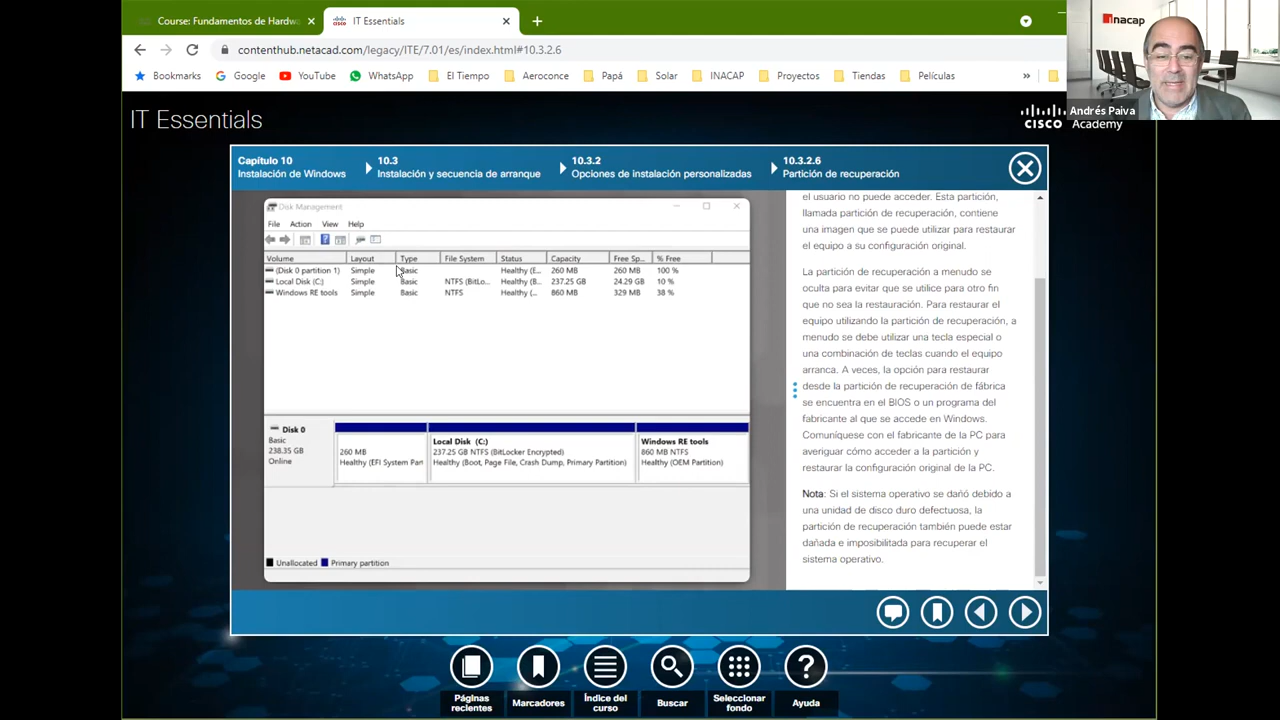 Course: Fundamentos de Hardw
IT Essentials
contenthub.netacad.com/legacy/ITE/7.01/es/index.html#10.3.2.6
Bookmarks Google YouTube WhatsApp El Tiempo Aeroconce Papá Solar INACAP Proyectos Tiendas Películas »
inacap
Andrés Paiva
IT Essentials
cisco Academy
Capítulo 10
Instalación de Windows
10.3
Instalación y secuencia de arranque
10.3.2
Opciones de instalación personalizadas
10.3.2.6
Partición de recuperación
Disk Management
File Action View Help
Volume Layout Type File System Status Capacity Free Sp... % Free
(Disk 0 partition 1) Simple Basic Healthy (E... 260 MB 260 MB 100 %
Local Disk (C:) Simple Basic NTFS (BitLo... Healthy (B... 237.25 GB 24.29 GB 10 %
Windows RE tools Simple Basic NTFS Healthy (... 860 MB 329 MB 38 %
Disk 0
Basic
238.35 GB
Online
260 MB
Healthy (EFI System Part
Local Disk (C:)
237.25 GB NTFS (BitLocker Encrypted)
Healthy (Boot, Page File, Crash Dump, Primary Partition)
Windows RE tools
860 MB NTFS
Healthy (OEM Partition)
Unallocated Primary partition
el usuario no puede acceder. Esta partición,
llamada partición de recuperación, contiene
una imagen que se puede utilizar para restaurar
el equipo a su configuración original.
La partición de recuperación a menudo se
oculta para evitar que se utilice para otro fin
que no sea la restauración. Para restaurar el
equipo utilizando la partición de recuperación, a
menudo se debe utilizar una tecla especial o
una combinación de teclas cuando el equipo
arranca. A veces, la opción para restaurar
desde la partición de recuperación de fábrica
se encuentra en el BIOS o un programa del
fabricante al que se accede en Windows.
Comuníquese con el fabricante de la PC para
averiguar cómo acceder a la partición y
restaurar la configuración original de la PC.
Nota: Si el sistema operativo se dañó debido a
una unidad de disco duro defectuosa, la
partición de recuperación también puede estar
dañada e imposibilitada para recuperar el
sistema operativo.
Páginas
recientes
Marcadores
Índice del
curso
Buscar
Seleccionar
fondo
Ayuda